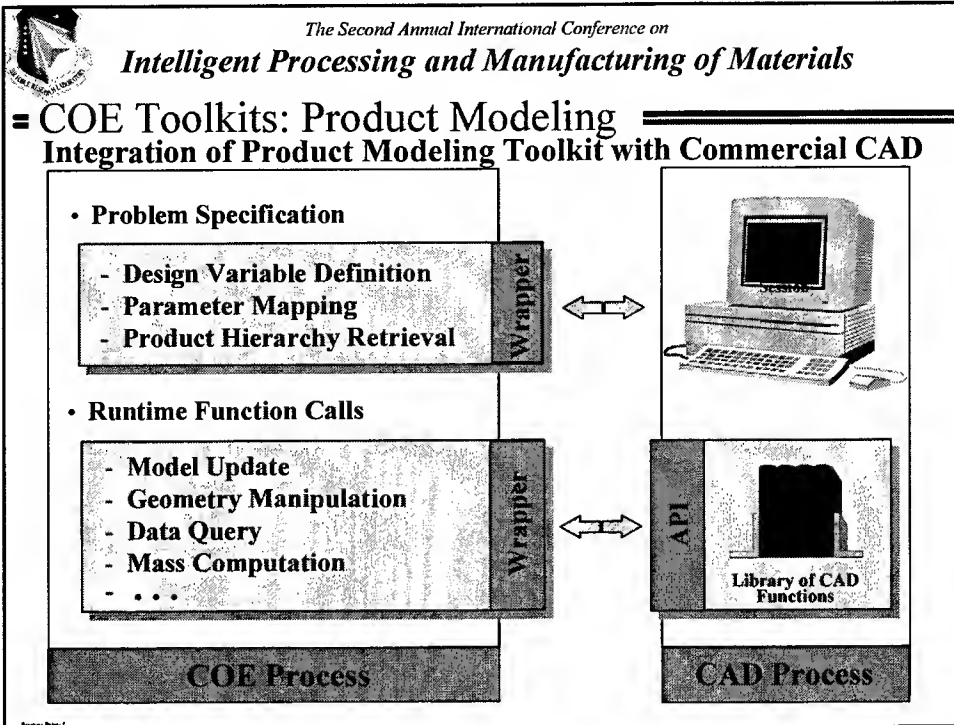 The Second Annual International Conference on
Intelligent Processing and Manufacturing of Materials
COE Toolkits: Product Modeling
Integration of Product Modeling Toolkit with Commercial CAD
• Problem Specification
- Design Variable Definition
- Parameter Mapping
- Product Hierarchy Retrieval
Wrapper
Session
• Runtime Function Calls
- Model Update
- Geometry Manipulation
- Data Query
- Mass Computation
- • • •
Wrapper
API
Library of CAD
Functions
COE Process
CAD Process